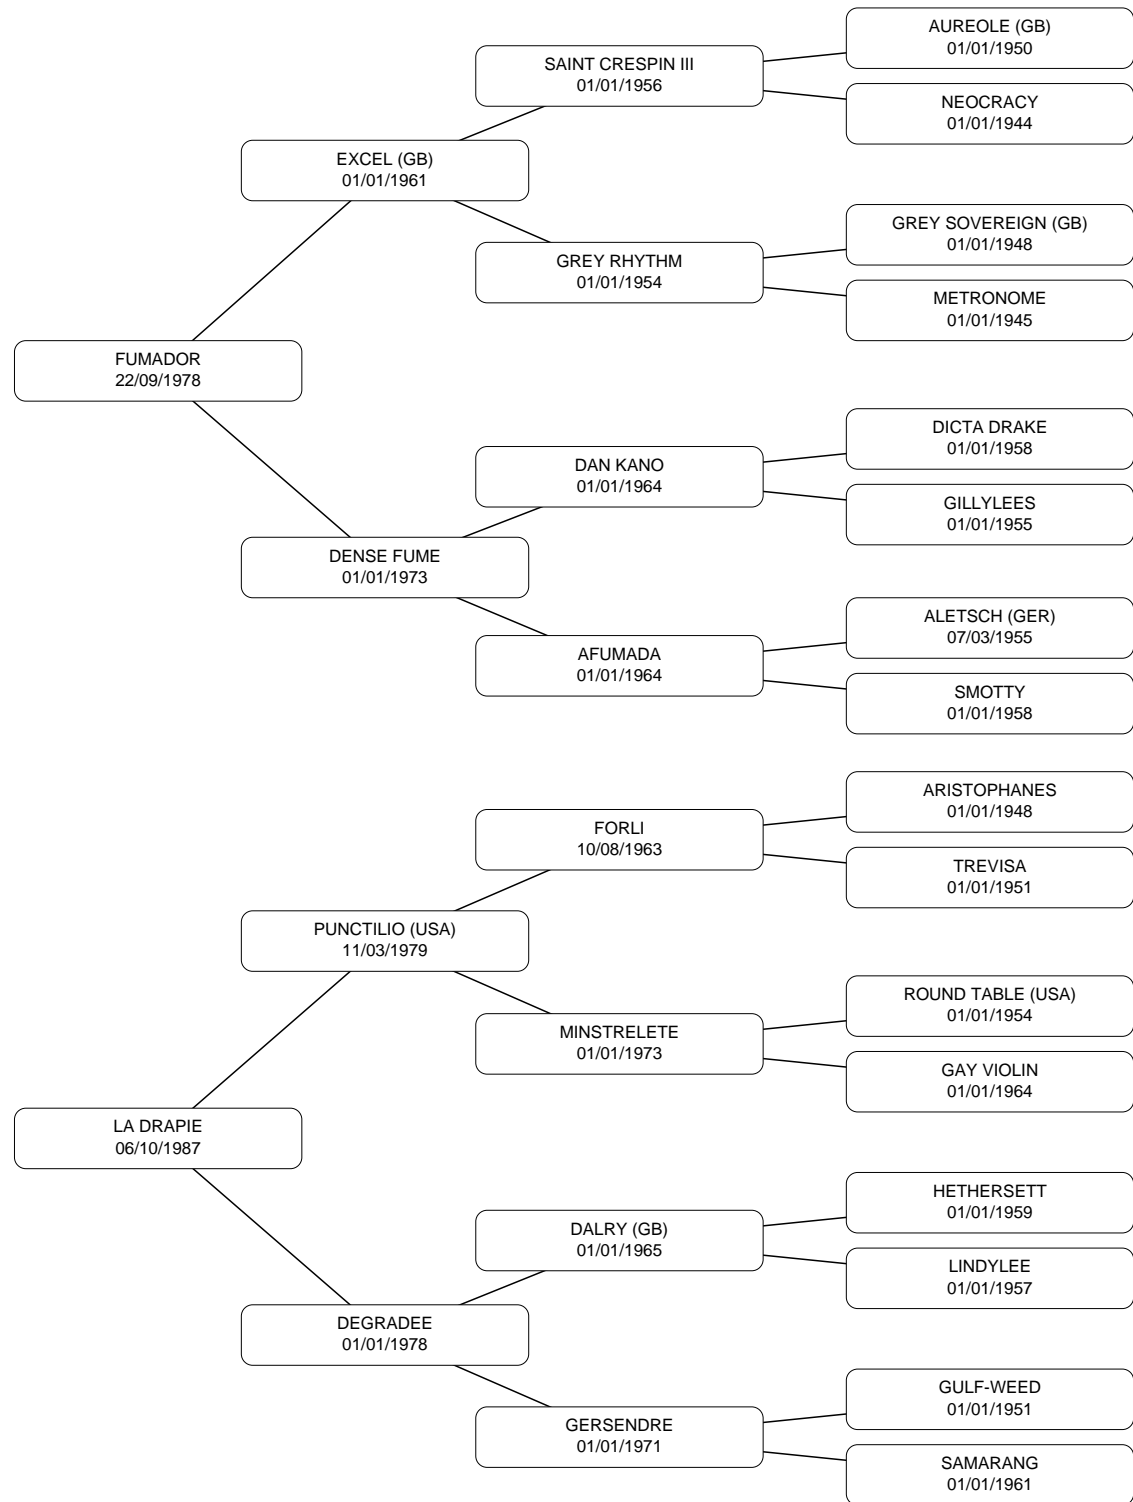 AUREOLE (GB)
01/01/1950
SAINT CRESPIN III
01/01/1956
NEOCRACY
01/01/1944
EXCEL (GB)
01/01/1961
GREY SOVEREIGN (GB)
01/01/1948
GREY RHYTHM
01/01/1954
METRONOME
01/01/1945
FUMADOR
22/09/1978
DICTA DRAKE
01/01/1958
DAN KANO
01/01/1964
GILLYLEES
01/01/1955
DENSE FUME
01/01/1973
ALETSCH (GER)
07/03/1955
AFUMADA
01/01/1964
SMOTTY
01/01/1958
ARISTOPHANES
01/01/1948
FORLI
10/08/1963
TREVISA
01/01/1951
PUNCTILIO (USA)
11/03/1979
ROUND TABLE (USA)
01/01/1954
MINSTRELETE
01/01/1973
GAY VIOLIN
01/01/1964
LA DRAPIE
06/10/1987
HETHERSETT
01/01/1959
DALRY (GB)
01/01/1965
LINDYLEE
01/01/1957
DEGRADEE
01/01/1978
GULF-WEED
01/01/1951
GERSENDRE
01/01/1971
SAMARANG
01/01/1961